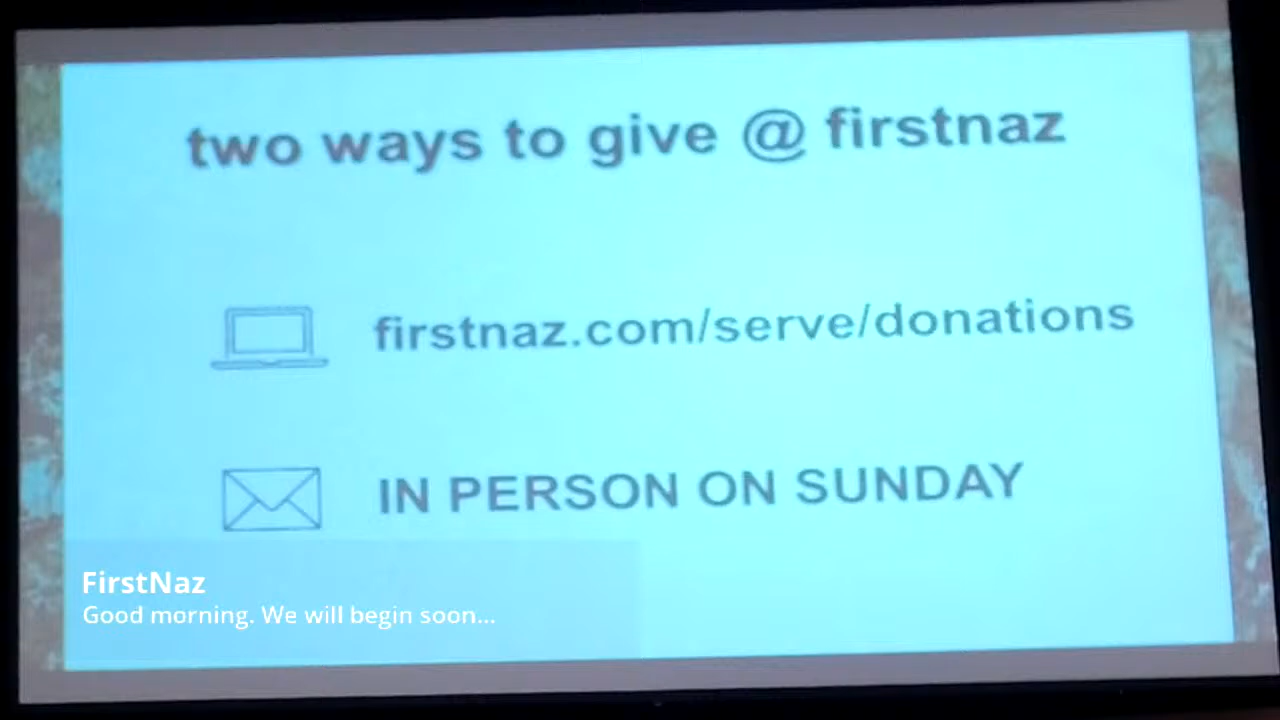 two ways to give @ firstnaz
firstnaz.com/serve/donations
IN PERSON ON SUNDAY
FirstNaz
Good morning. We will begin soon...